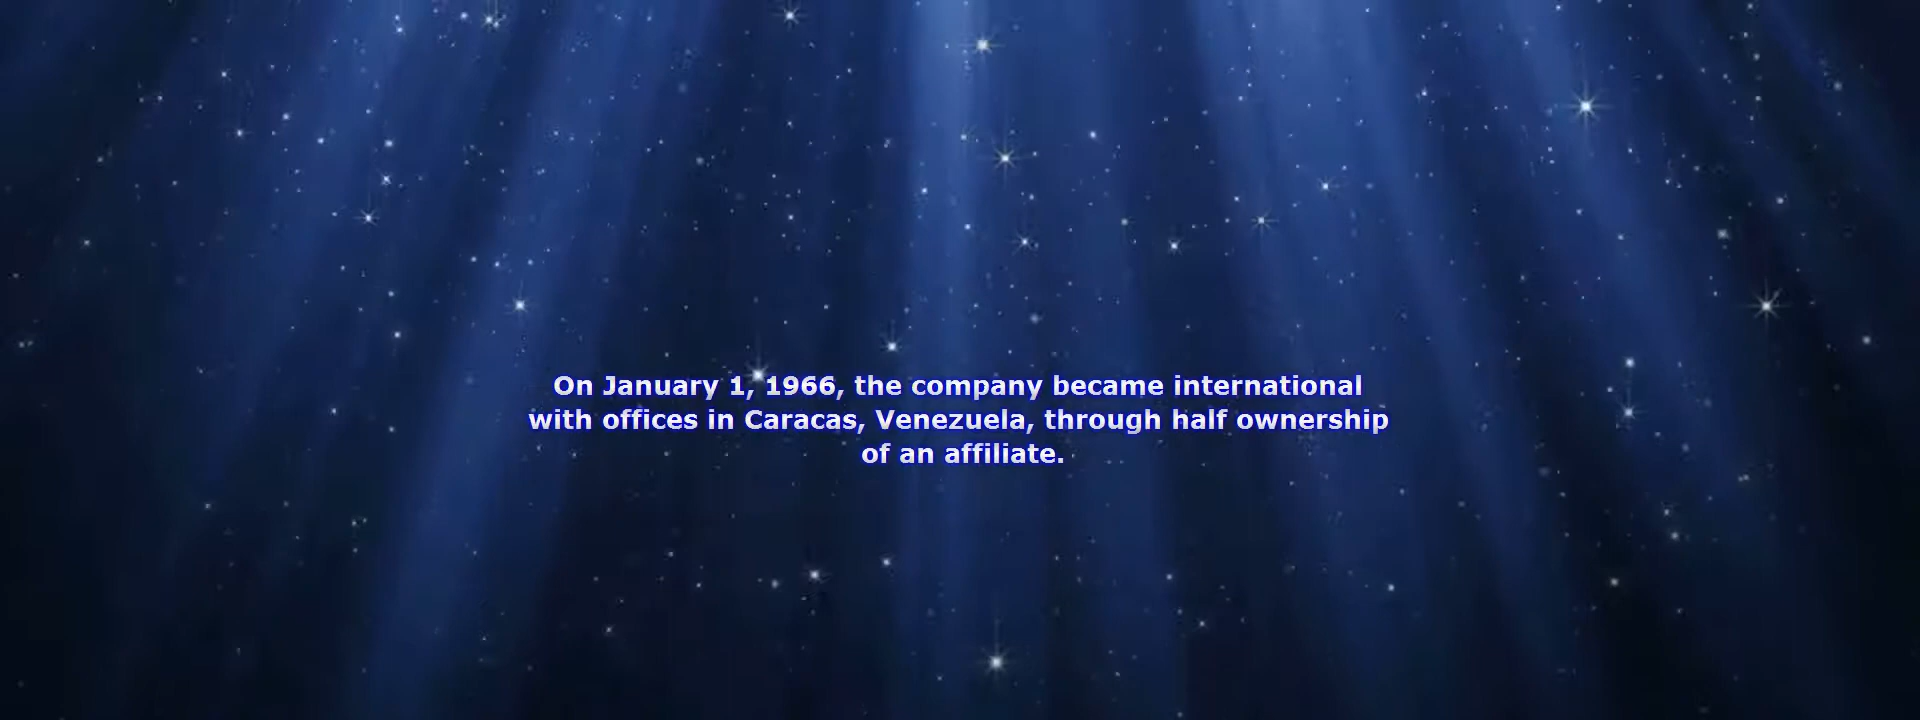 On January 1, 1966, the company became international
with offices in Caracas, Venezuela, through half ownership
of an affiliate.